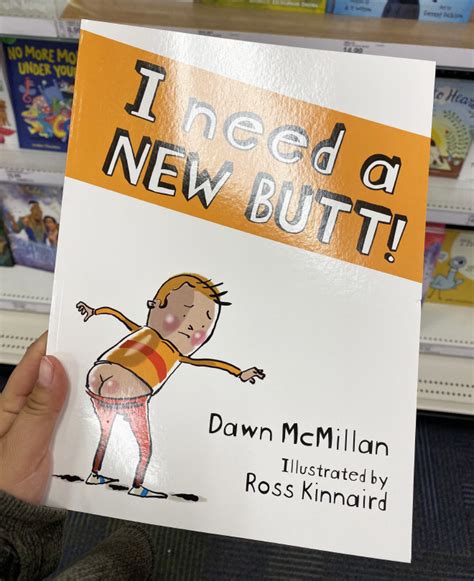 I need a
NEW BUTT!
Dawn McMillan
Illustrated by
Ross Kinnaird
NO MORE MO
UNDER YOU